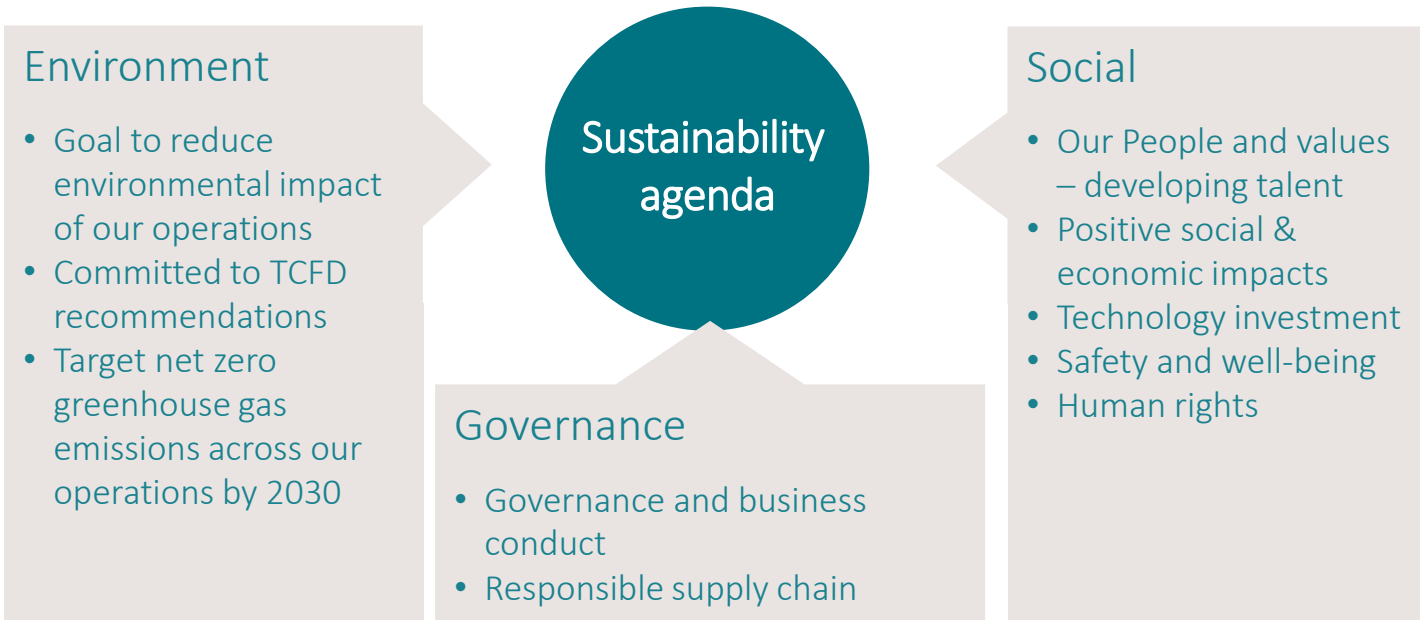 Environment
• Goal to reduce
environmental impact
of our operations
• Committed to TCFD
recommendations
• Target net zero
greenhouse gas
emissions across our
operations by 2030
Sustainability
agenda
Governance
• Governance and business
conduct
• Responsible supply chain
Social
• Our People and values
– developing talent
• Positive social &
economic impacts
• Technology investment
• Safety and well-being
• Human rights